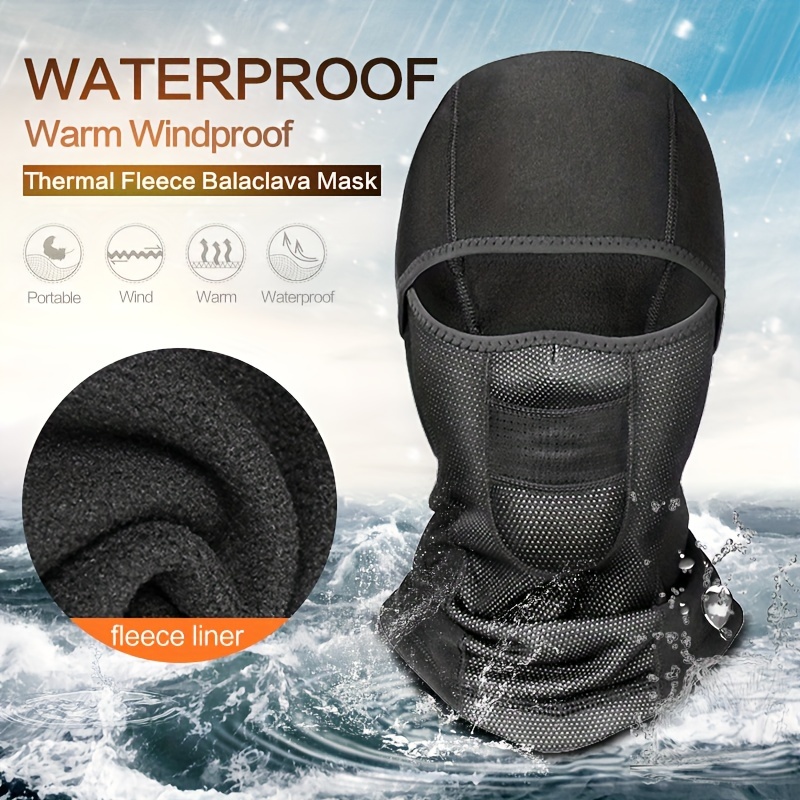 WATERPROOF
Warm Windproof
Thermal Fleece Balaclava Mask
Portable Wind Warm Waterproof
fleece liner